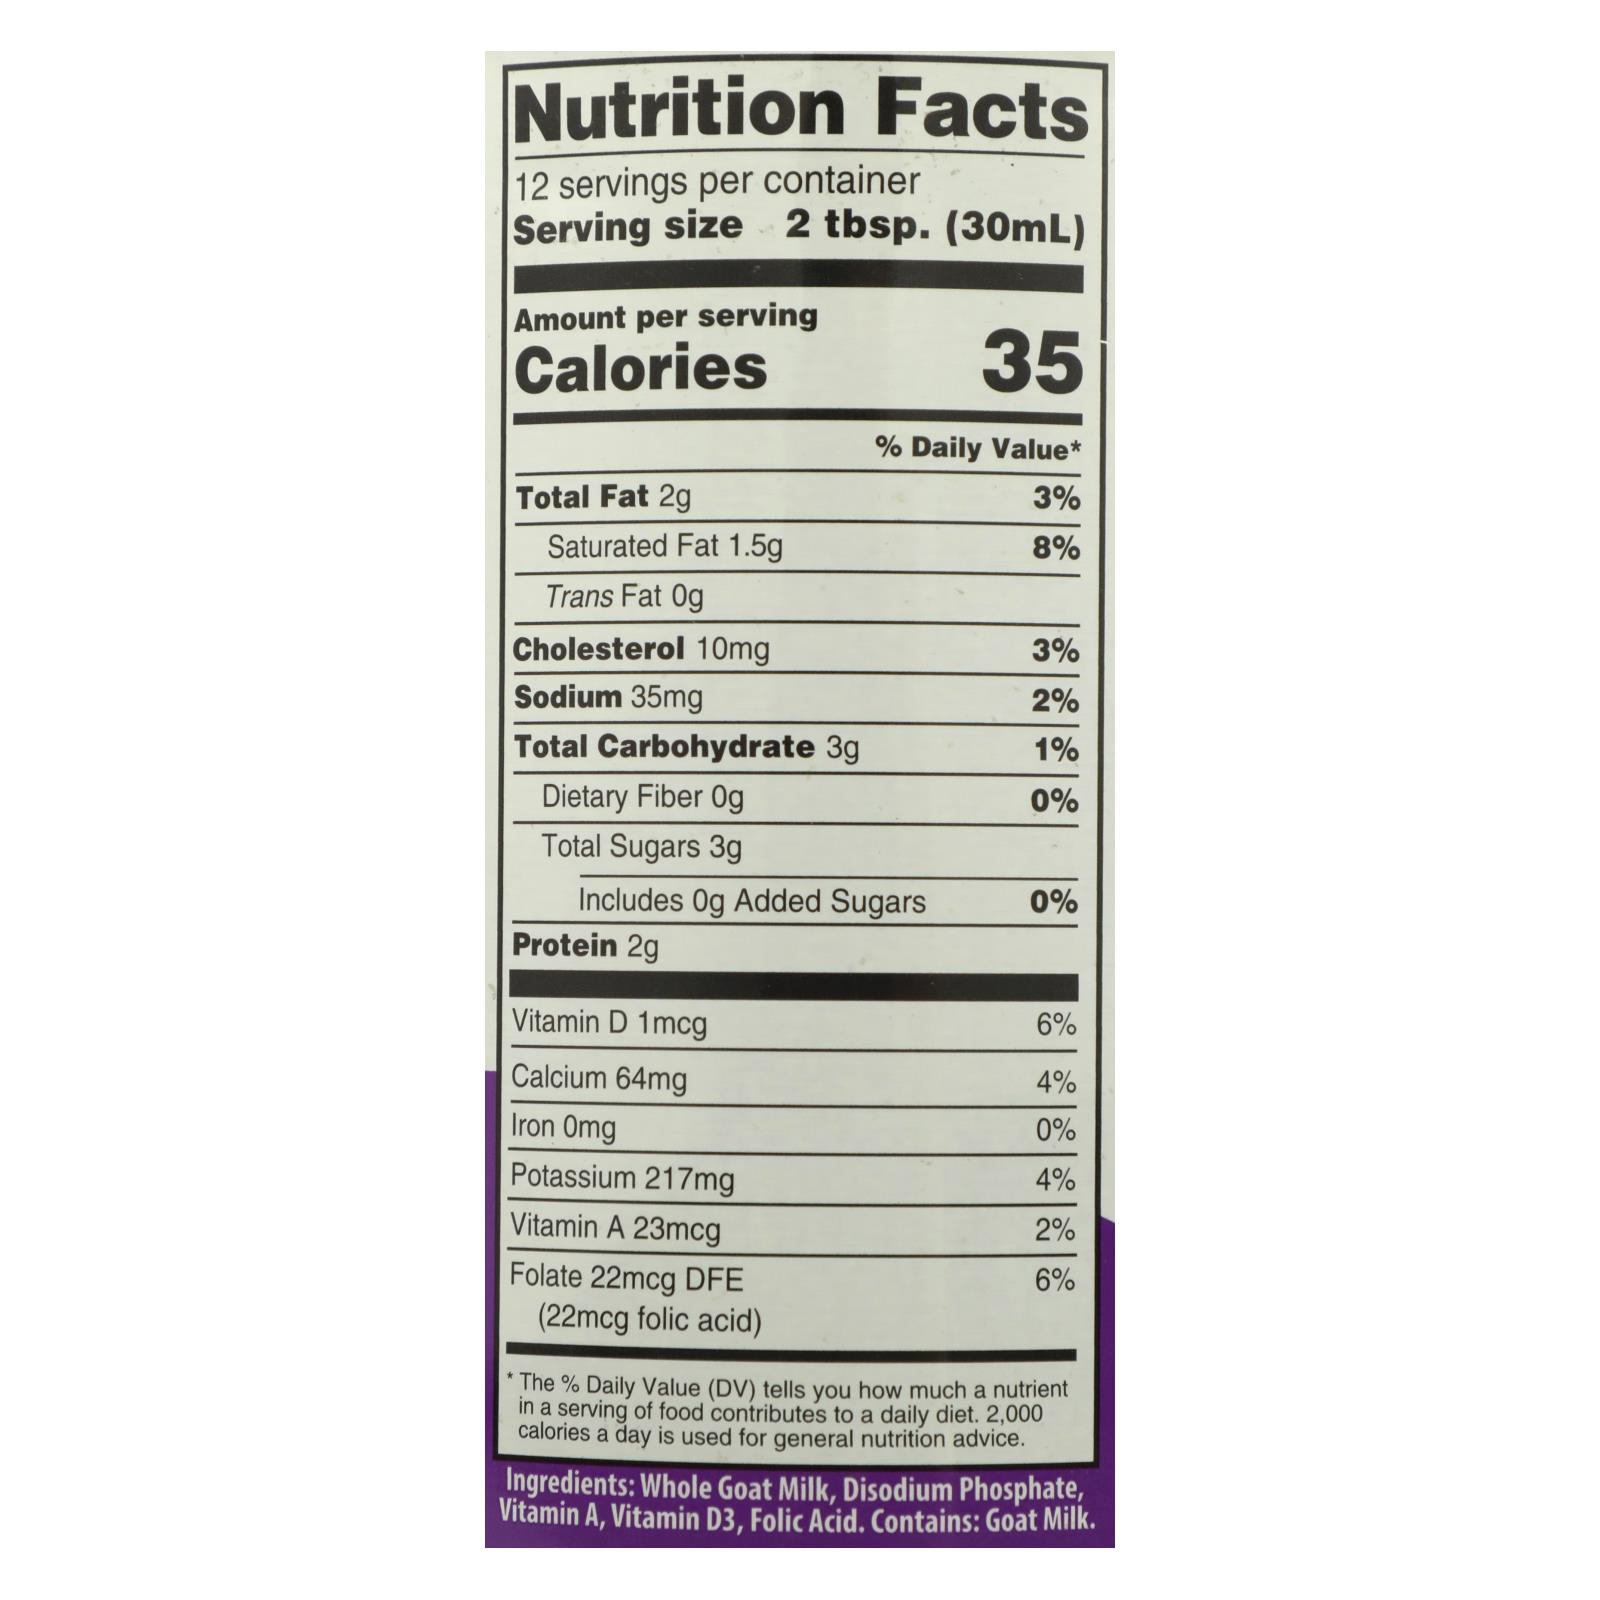 Nutrition Facts
12 servings per container
Serving size 2 tbsp. (30mL)
Amount per serving
Calories 35
% Daily Value*
Total Fat 2g 3%
Saturated Fat 1.5g 8%
Trans Fat 0g
Cholesterol 10mg 3%
Sodium 35mg 2%
Total Carbohydrate 3g 1%
Dietary Fiber 0g 0%
Total Sugars 3g
Includes 0g Added Sugars 0%
Protein 2g
Vitamin D 1mcg 6%
Calcium 64mg 4%
Iron 0mg 0%
Potassium 217mg 4%
Vitamin A 23mcg 2%
Folate 22mcg DFE 6%
(22mcg folic acid)
* The % Daily Value (DV) tells you how much a nutrient
in a serving of food contributes to a daily diet. 2,000
calories a day is used for general nutrition advice.
Ingredients: Whole Goat Milk, Disodium Phosphate,
Vitamin A, Vitamin D3, Folic Acid. Contains: Goat Milk.